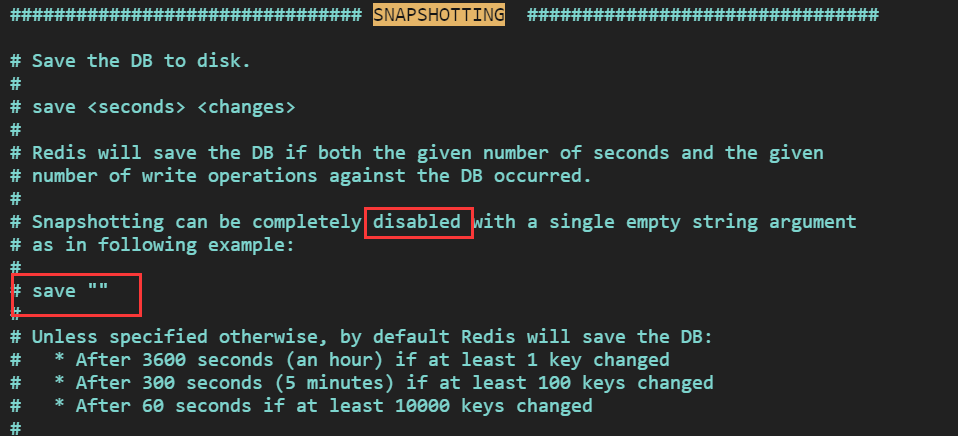 ################################ SNAPSHOTTING ################################
# Save the DB to disk.
#
# save <seconds> <changes>
#
# Redis will save the DB if both the given number of seconds and the given
# number of write operations against the DB occurred.
#
# Snapshotting can be completely disabled with a single empty string argument
# as in following example:
#
# save ""
#
# Unless specified otherwise, by default Redis will save the DB:
#   * After 3600 seconds (an hour) if at least 1 key changed
#   * After 300 seconds (5 minutes) if at least 100 keys changed
#   * After 60 seconds if at least 10000 keys changed
#